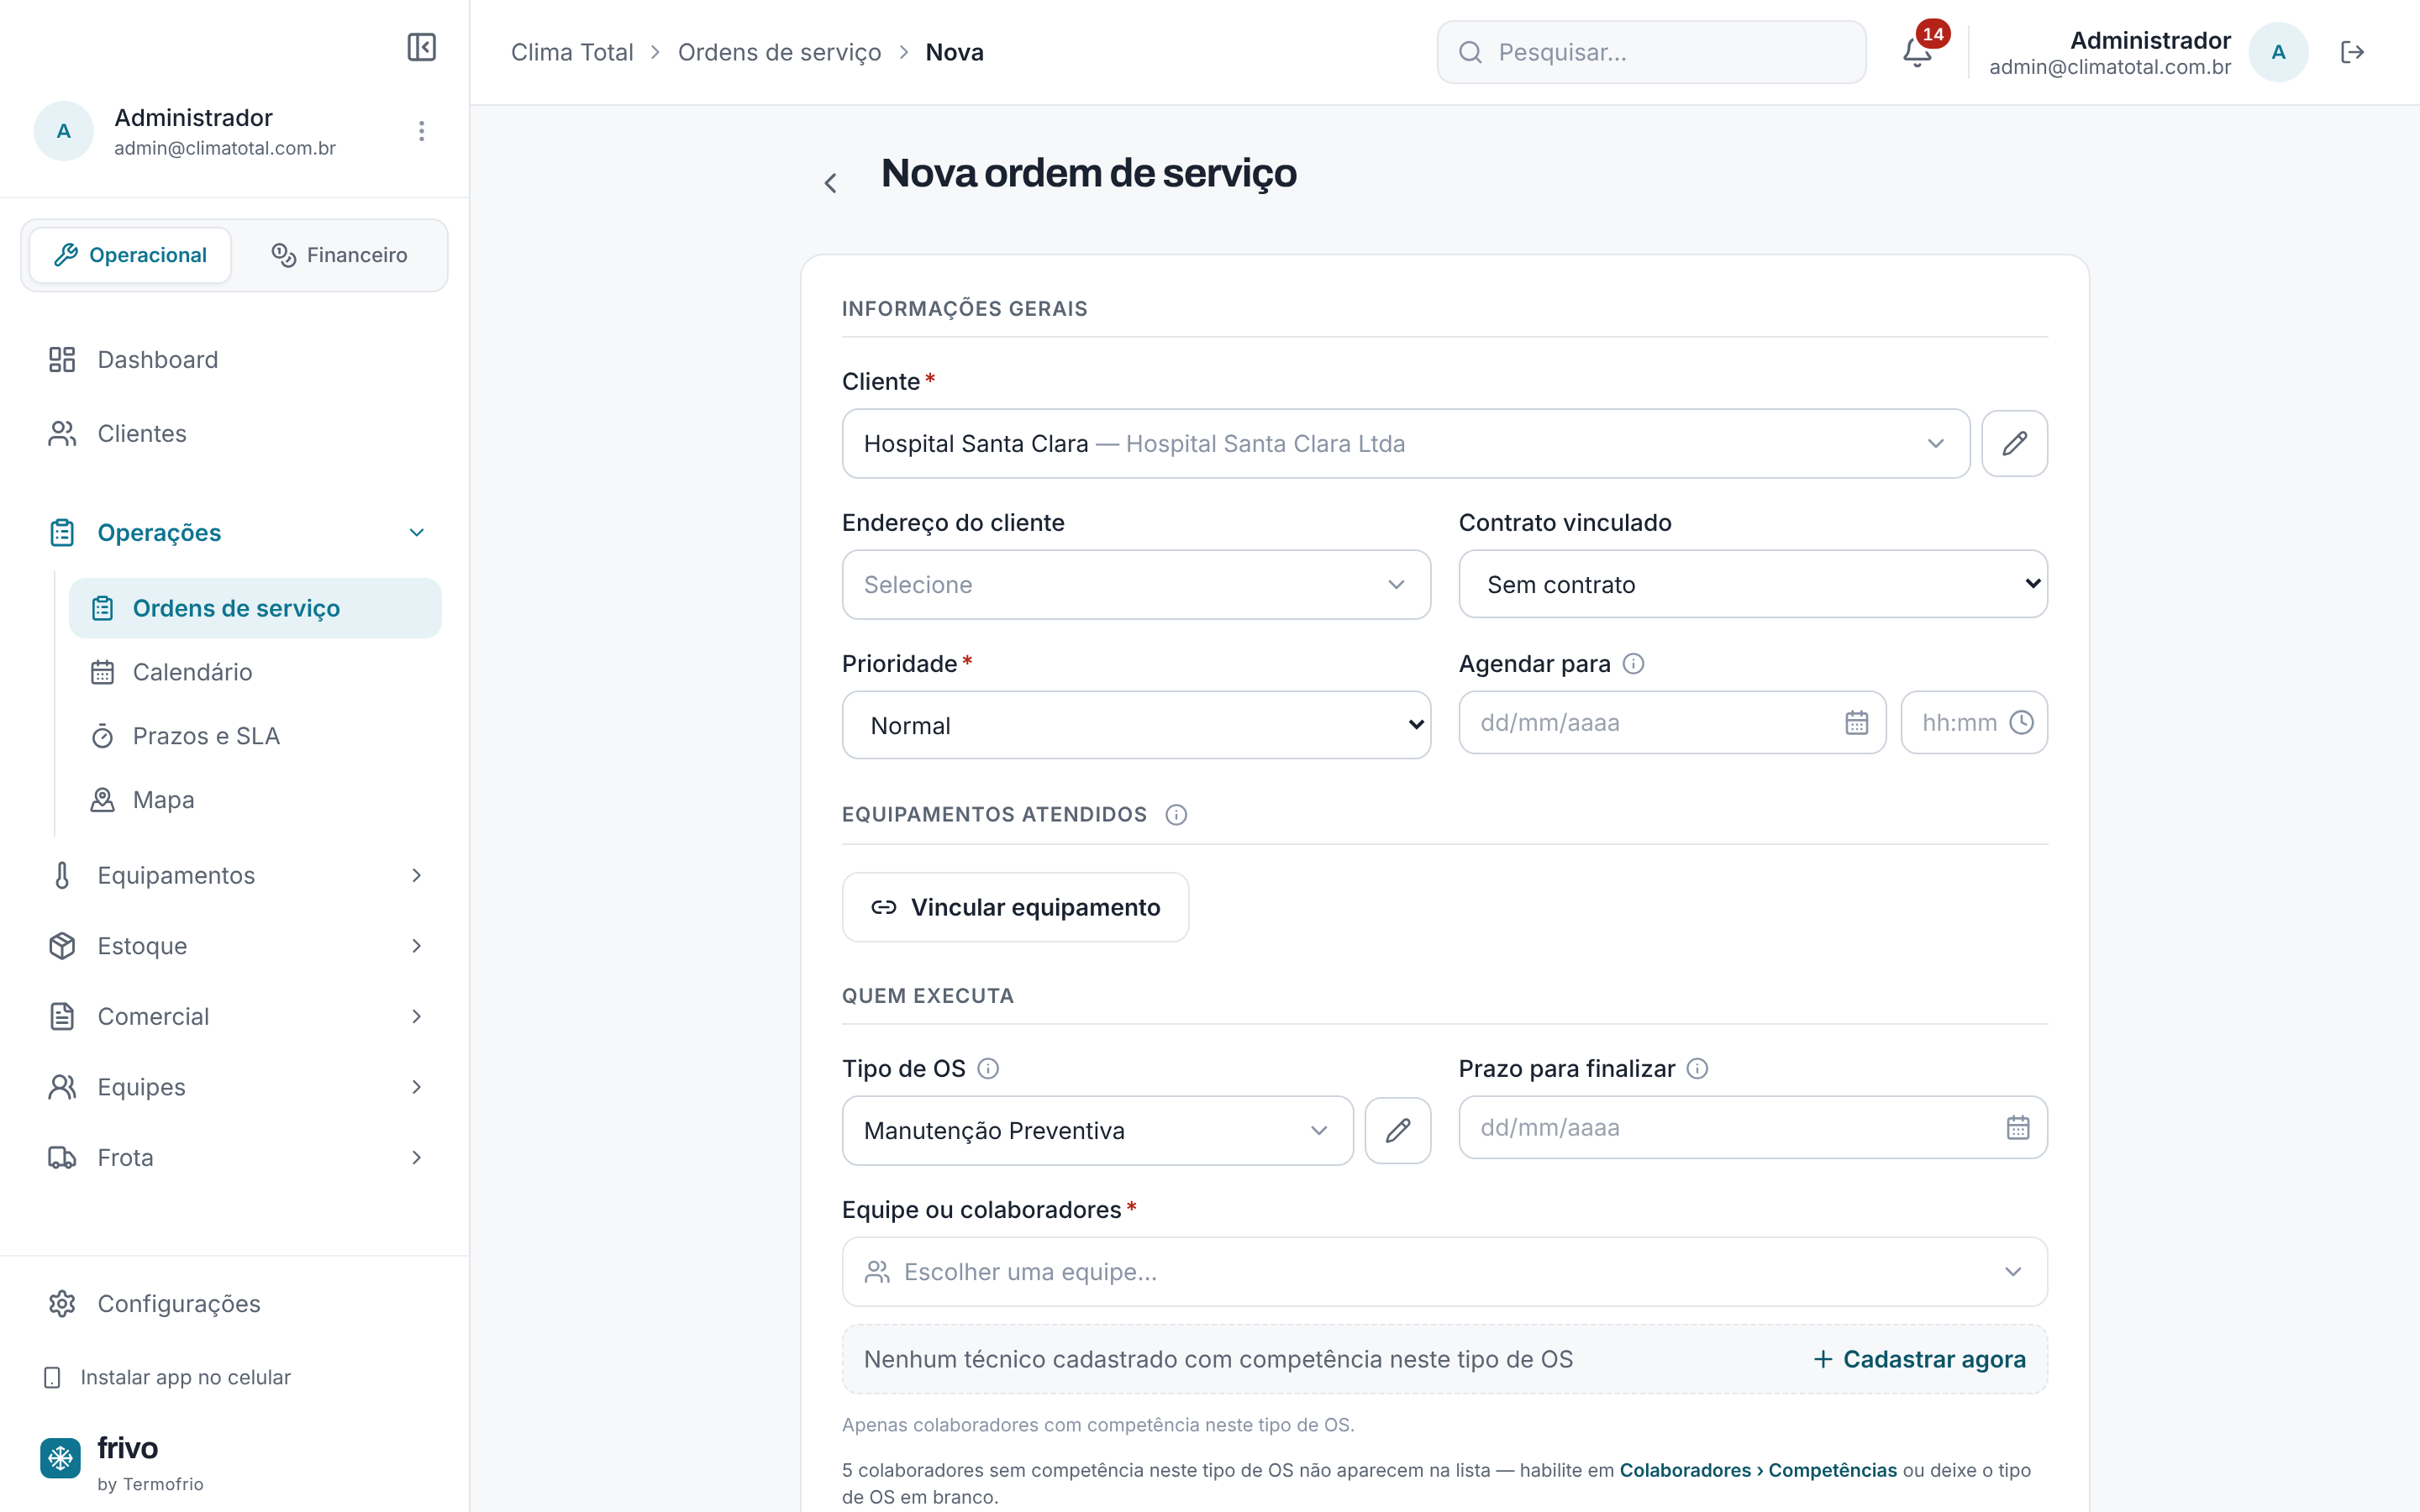 Clima Total > Ordens de serviço > Nova
Pesquisar...
14
Administrador
admin@climatotal.com.br
A
A
Administrador
admin@climatotal.com.br
Operacional
Financeiro
Dashboard
Clientes
Operações
Ordens de serviço
Calendário
Prazos e SLA
Mapa
Equipamentos
Estoque
Comercial
Equipes
Frota
Configurações
Instalar app no celular
frivo
by Termofrio
Nova ordem de serviço
INFORMAÇÕES GERAIS
Cliente*
Hospital Santa Clara — Hospital Santa Clara Ltda
Endereço do cliente
Selecione
Contrato vinculado
Sem contrato
Prioridade*
Normal
Agendar para
dd/mm/aaaa
hh:mm
EQUIPAMENTOS ATENDIDOS
Vincular equipamento
QUEM EXECUTA
Tipo de OS
Manutenção Preventiva
Prazo para finalizar
dd/mm/aaaa
Equipe ou colaboradores*
Escolher uma equipe...
Nenhum técnico cadastrado com competência neste tipo de OS
+ Cadastrar agora
Apenas colaboradores com competência neste tipo de OS.
5 colaboradores sem competência neste tipo de OS não aparecem na lista — habilite em Colaboradores › Competências ou deixe o tipo
de OS em branco.